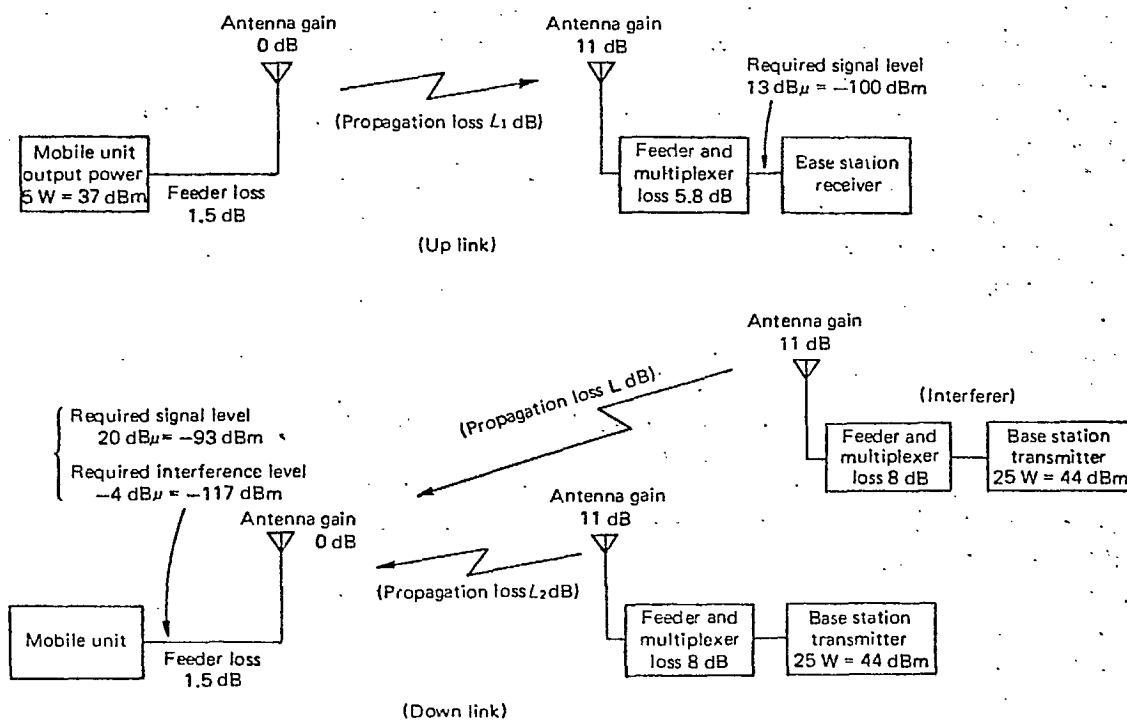 Antenna gain
0 dB
Antenna gain
11 dB
Required signal level
13 dBμ = −100 dBm
(Propagation loss L₁ dB)
Mobile unit
output power
5 W = 37 dBm
Feeder loss
1.5 dB
Feeder and
multiplexer
loss 5.8 dB
Ease station
receiver
(Up link)
Antenna gain
11 dB
(Propagation loss L dB)
(Interferer)
Required signal level
20 dBμ = −93 dBm
Required interference level
−4 dBμ = −117 dBm
Feeder and
multiplexer
loss 8 dB
Base station
transmitter
25 W = 44 dBm
Antenna gain
0 dB
Antenna gain
11 dB
(Propagation loss L₂ dB)
Mobile unit
Feeder loss
1.5 dB
Feeder and
multiplexer
loss 8 dB
Base station
transmitter
25 W = 44 dBm
(Down link)